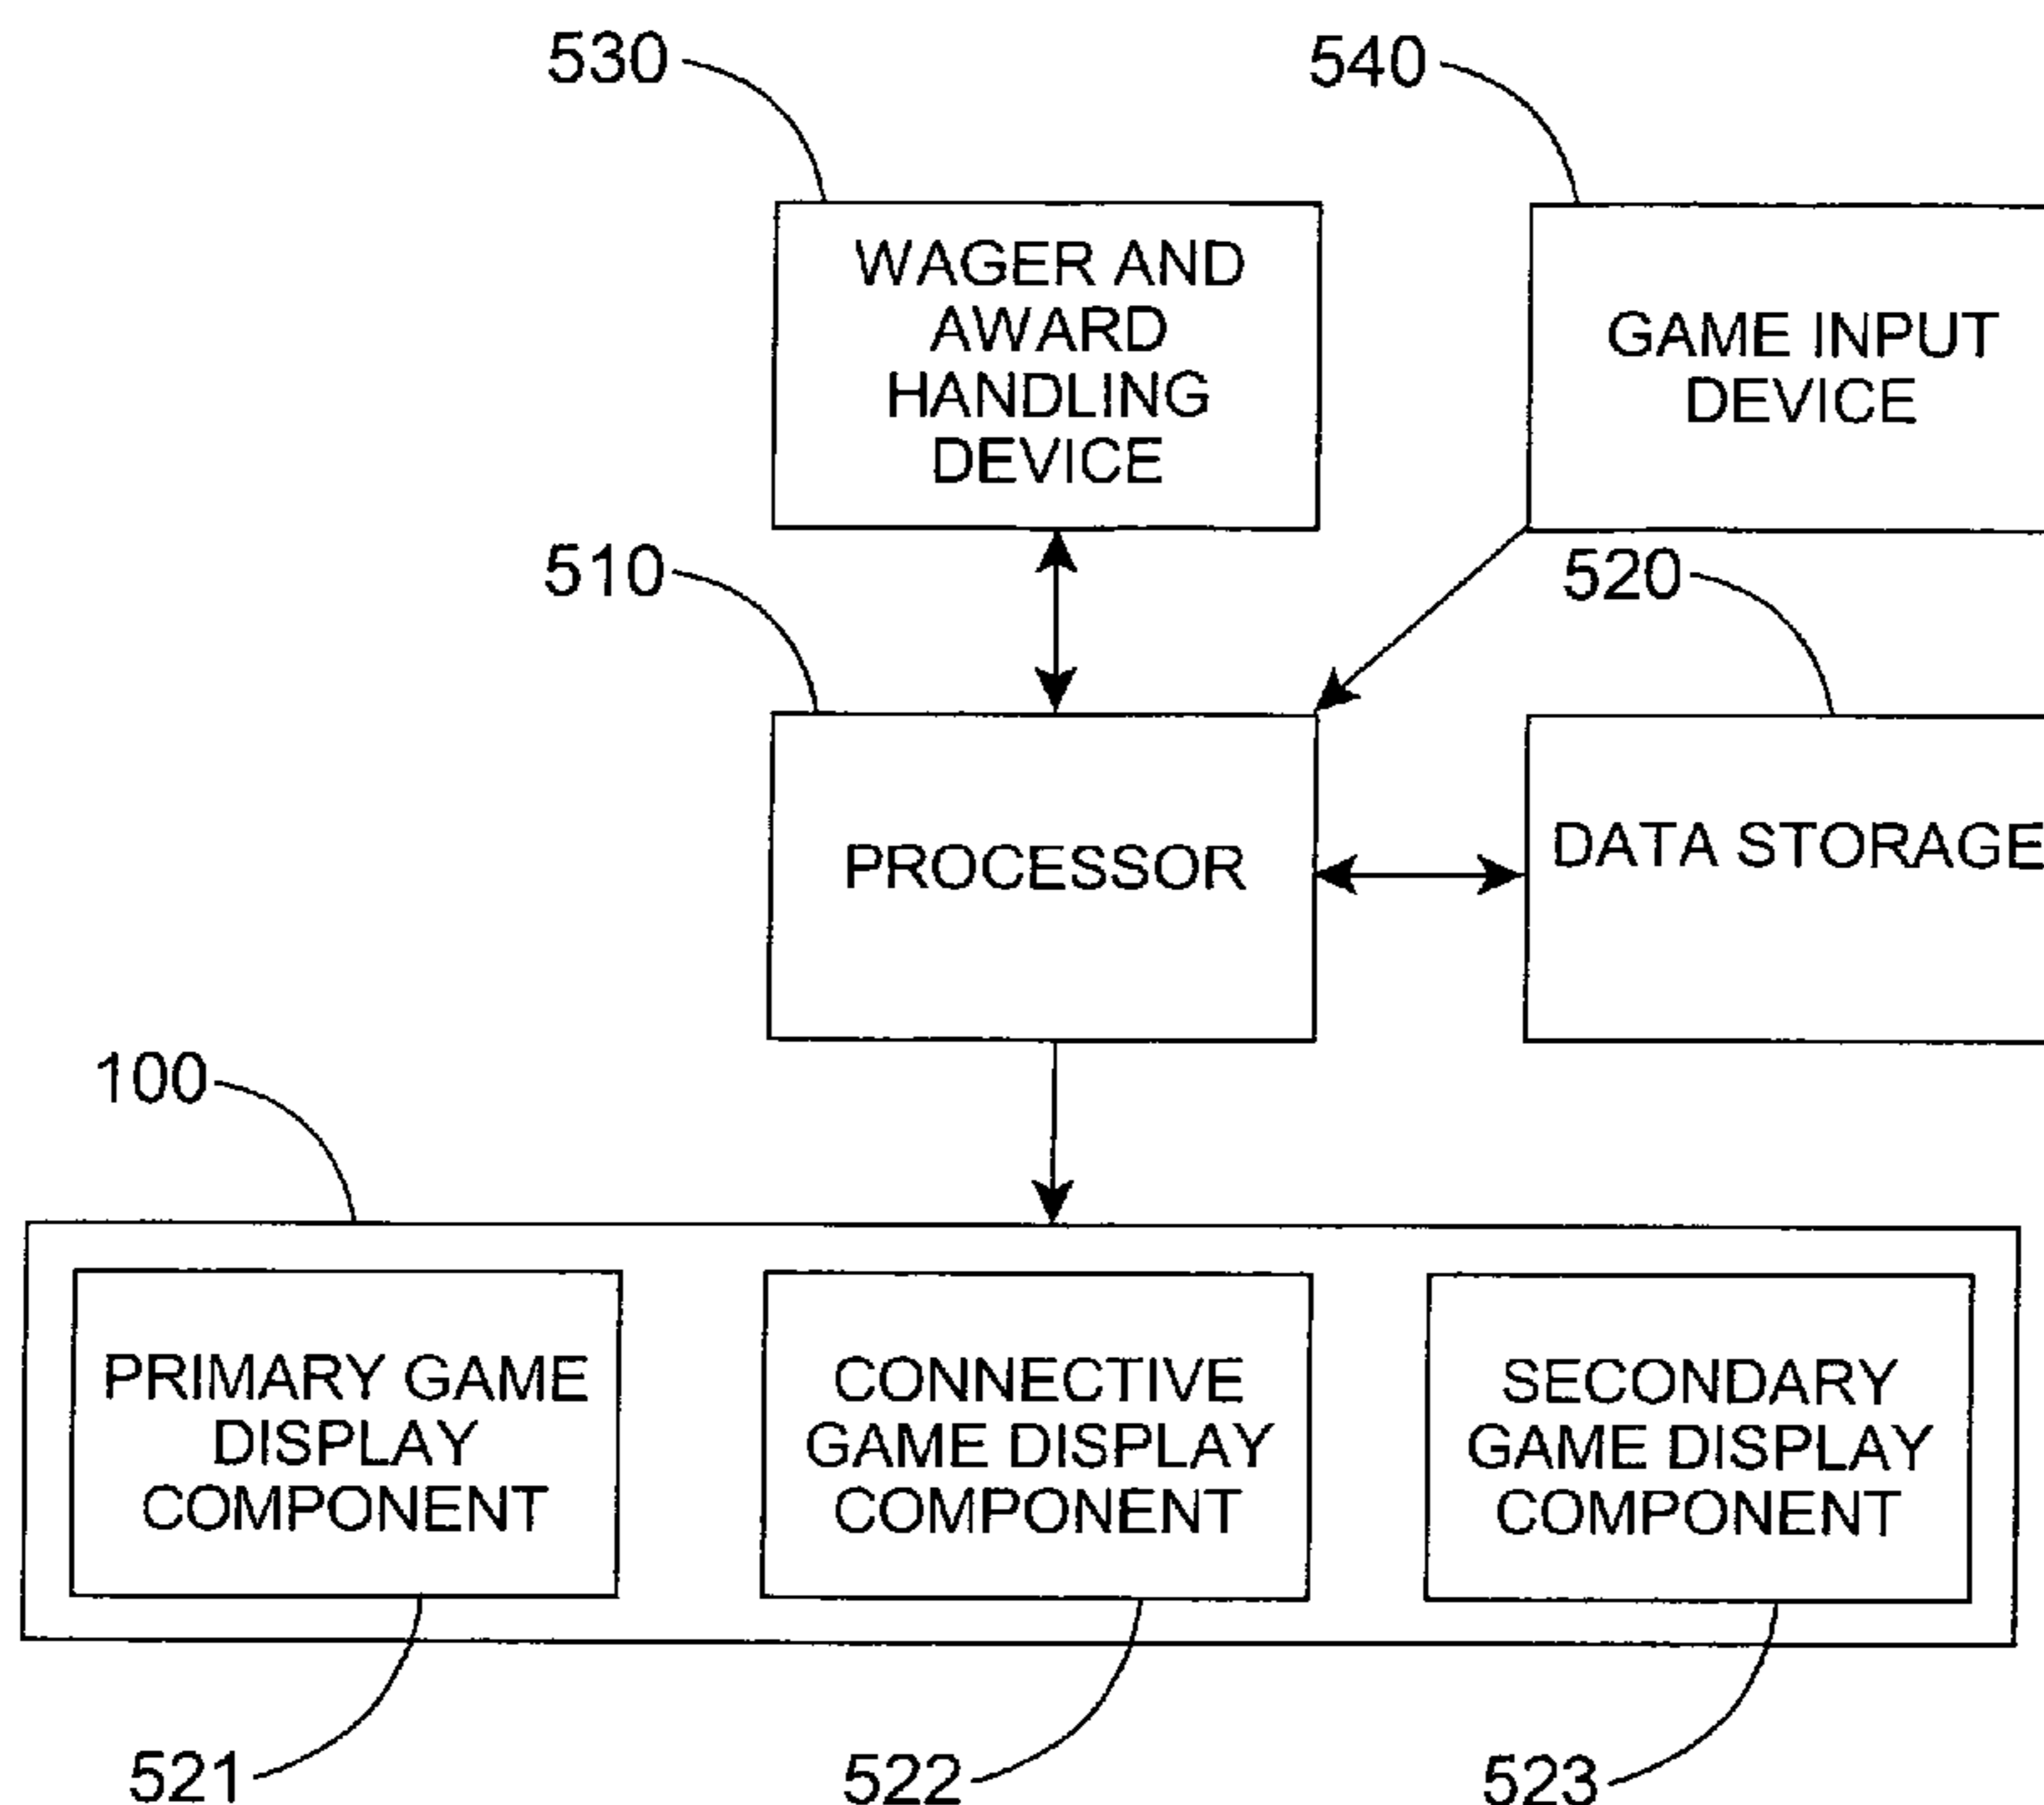 530
540
WAGER AND
AWARD
HANDLING
DEVICE
GAME INPUT
DEVICE
510
520
PROCESSOR
DATA STORAGE
100
PRIMARY GAME
DISPLAY
COMPONENT
CONNECTIVE
GAME DISPLAY
COMPONENT
SECONDARY
GAME DISPLAY
COMPONENT
521
522
523